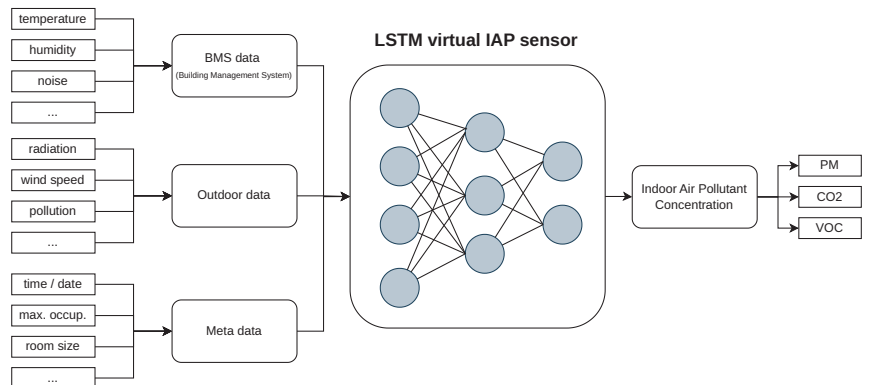 temperature
humidity
noise
...
BMS data
(Building Management System)
radiation
wind speed
pollution
...
Outdoor data
time / date
max. occup.
room size
...
Meta data
LSTM virtual IAP sensor
Indoor Air Pollutant
Concentration
PM
CO2
VOC